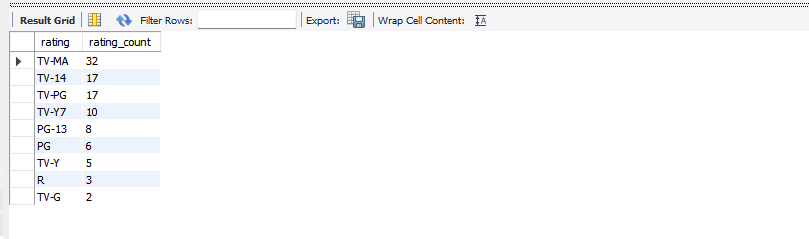 Result Grid Filter Rows: Export: Wrap Cell Content: IA
rating rating_count
TV-MA 32
TV-14 17
TV-PG 17
TV-Y7 10
PG-13 8
PG 6
TV-Y 5
R 3
TV-G 2